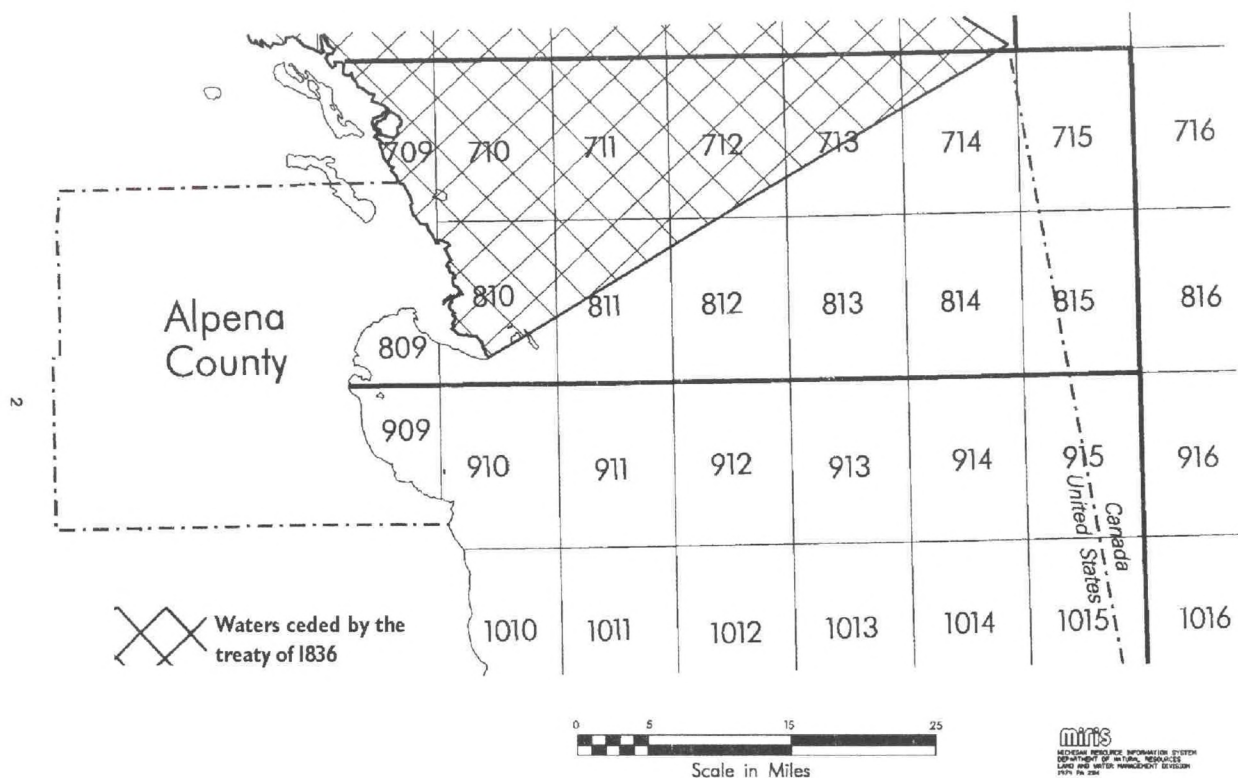 709 710 711 712 713 714 715 716
Alpena
County
809 810 811 812 813 814 815 816
2
909 910 911 912 913 914 915 916
Canada
United States
1010 1011 1012 1013 1014 1015 1016
Waters ceded by the
treaty of 1836
0 5 15 25
Scale in Miles
miris
MICHIGAN RESOURCE INFORMATION SYSTEM
DEPARTMENT OF NATURAL RESOURCES
LAND AND WATER MANAGEMENT DIVISION